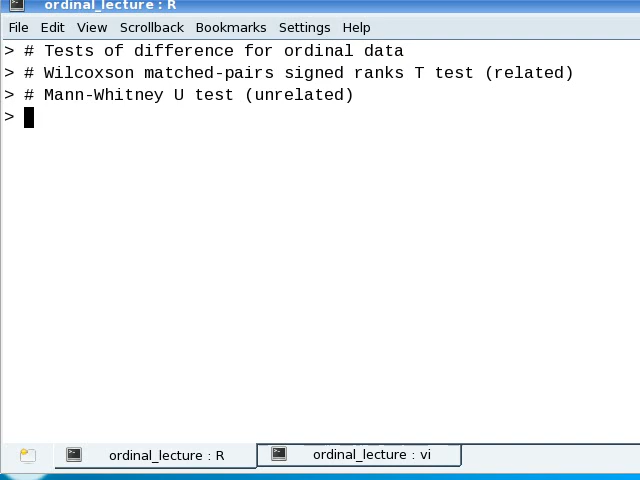 ordinal_lecture : R
File Edit View Scrollback Bookmarks Settings Help
> # Tests of difference for ordinal data
> # Wilcoxson matched-pairs signed ranks T test (related)
> # Mann-Whitney U test (unrelated)
>
ordinal_lecture : R ordinal_lecture : vi